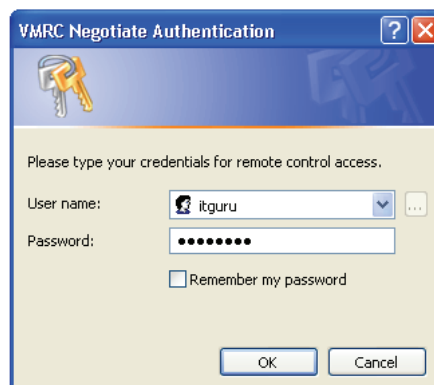 VMRC Negotiate Authentication
Please type your credentials for remote control access.
User name: itguru ...
Password: ••••••••
Remember my password
OK Cancel